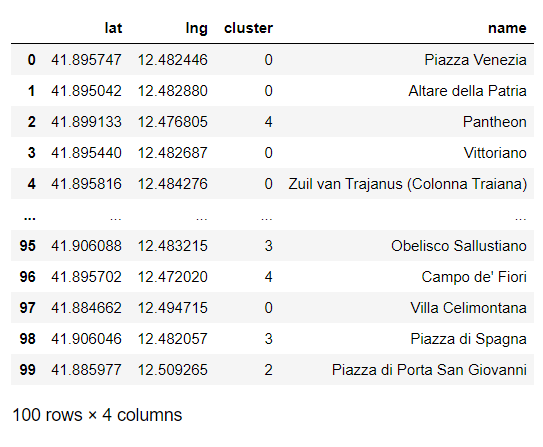 lat lng cluster name
0 41.895747 12.482446 0 Piazza Venezia
1 41.895042 12.482880 0 Altare della Patria
2 41.899133 12.476805 4 Pantheon
3 41.895440 12.482687 0 Vittoriano
4 41.895816 12.484276 0 Zuil van Trajanus (Colonna Traiana)
... ... ... ... ...
95 41.906088 12.483215 3 Obelisco Sallustiano
96 41.895702 12.472020 4 Campo de' Fiori
97 41.884662 12.494715 0 Villa Celimontana
98 41.906046 12.482057 3 Piazza di Spagna
99 41.885977 12.509265 2 Piazza di Porta San Giovanni
100 rows × 4 columns